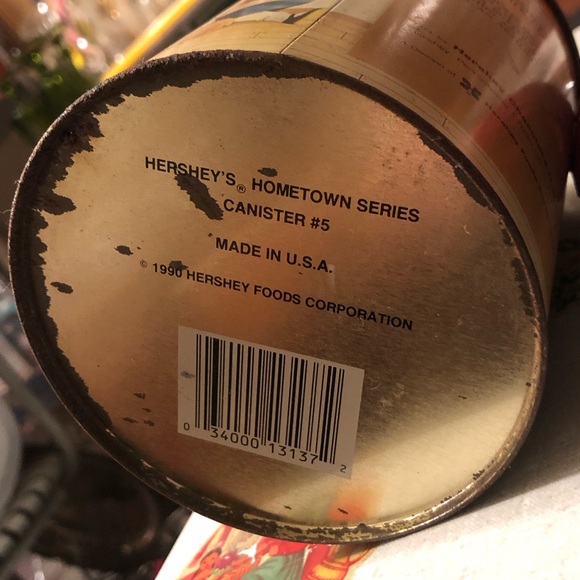 HERSHEY'S® HOMETOWN SERIES
CANISTER #5
MADE IN U.S.A.
© 1990 HERSHEY FOODS CORPORATION
0 34000 13137 2